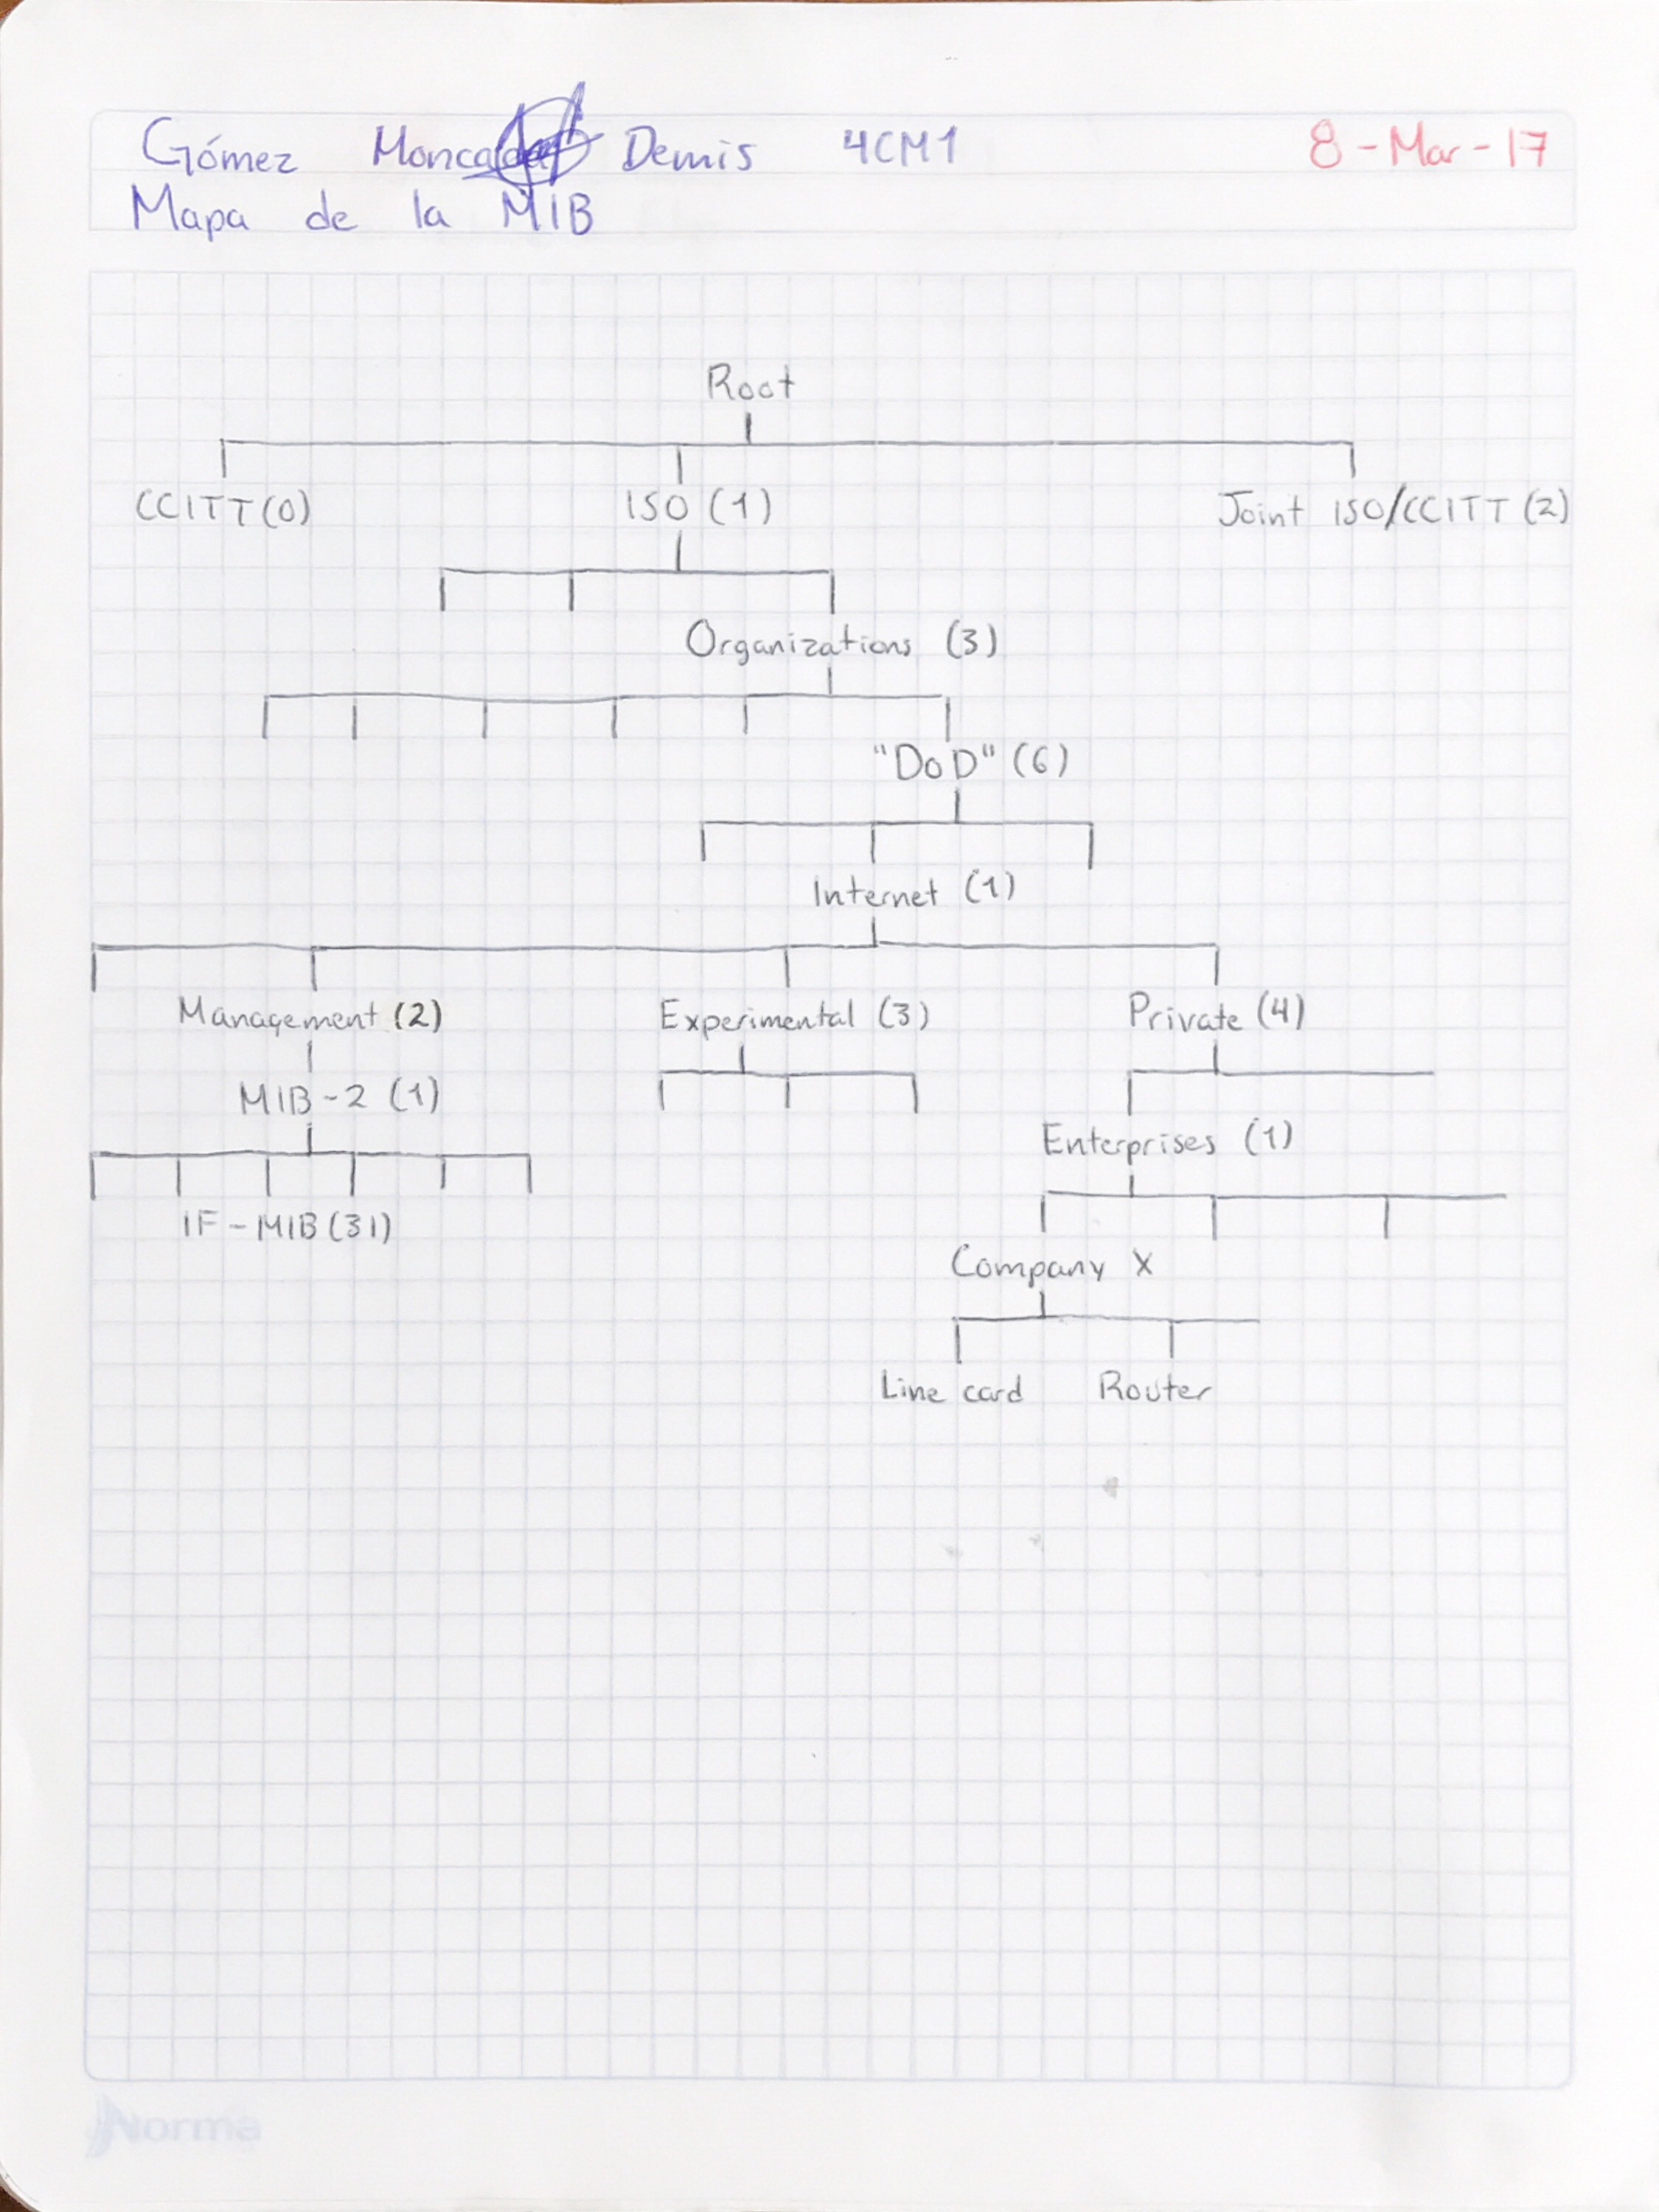 Gómez Moncada Demis 4CM1 8-Mar-17
Mapa de la MIB
Root
CCITT(0) ISO (1) Joint ISO/CCITT (2)
Organizations (3)
"DoD" (6)
Internet (1)
Management (2) Experimental (3) Private (4)
MIB-2 (1)
Enterprises (1)
IF-MIB(31)
Company X
Line card Router
Norma